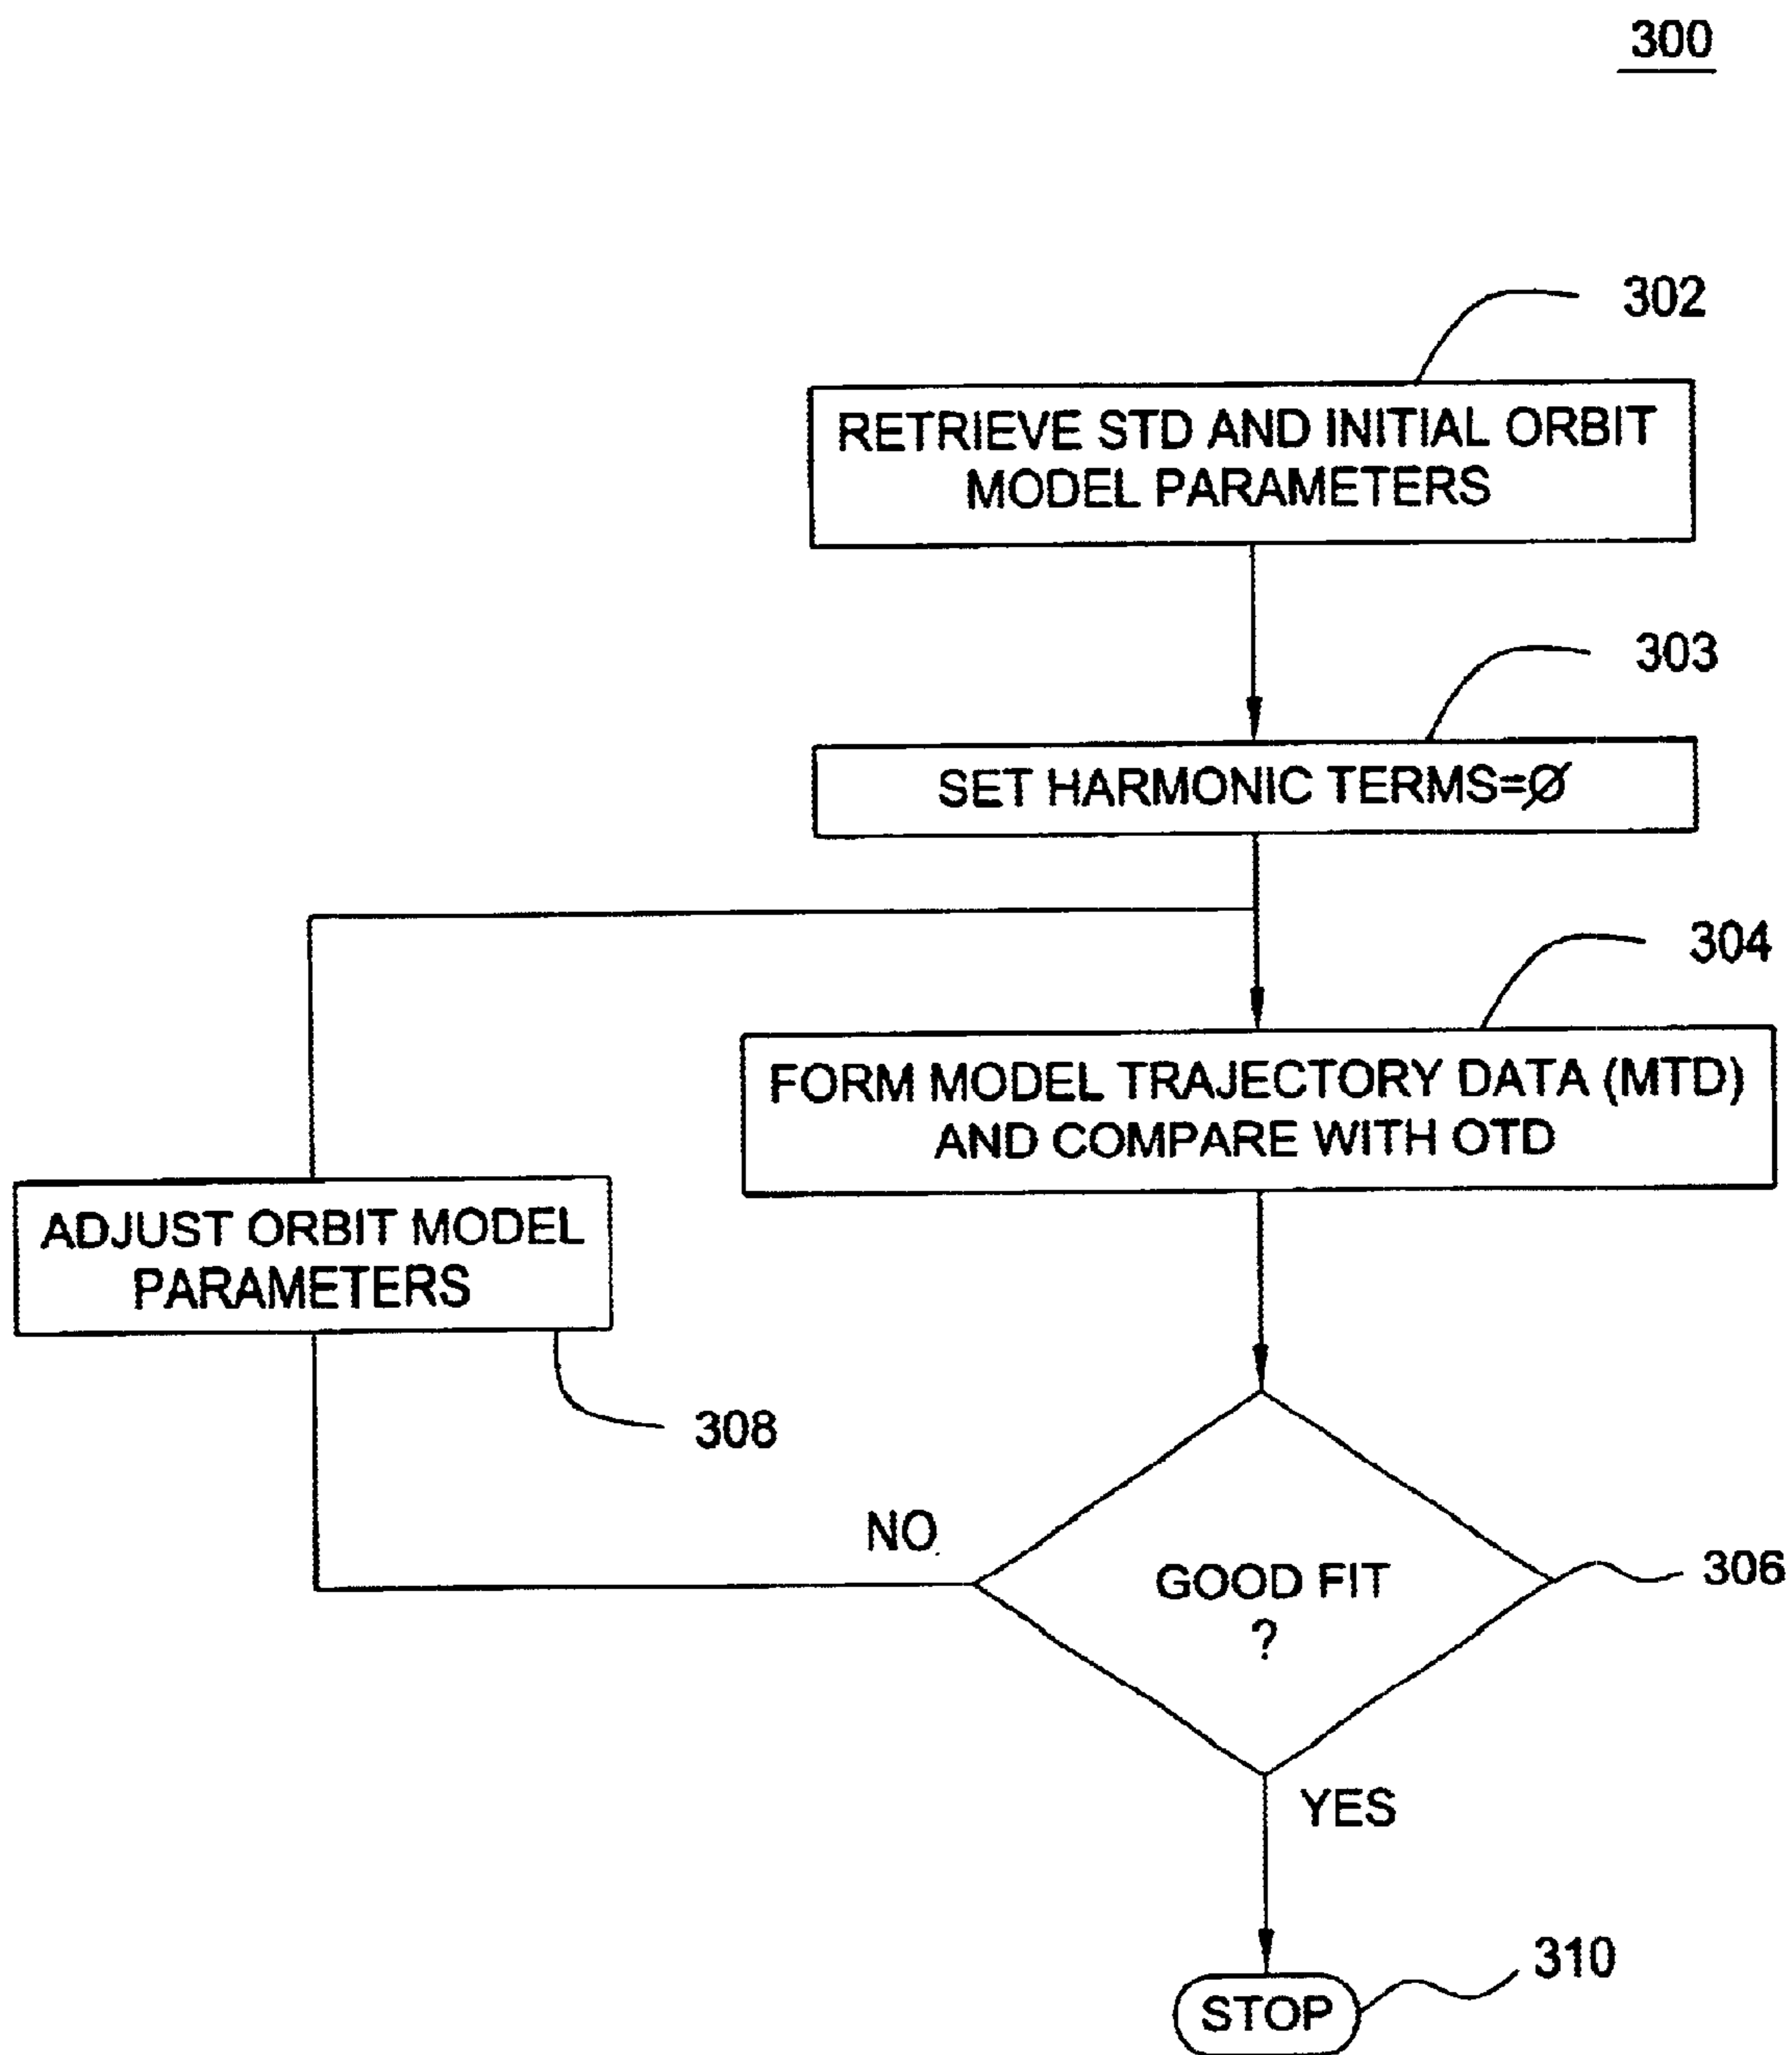 300
302
RETRIEVE STD AND INITIAL ORBIT
MODEL PARAMETERS
303
SET HARMONIC TERMS=Ø
304
FORM MODEL TRAJECTORY DATA (MTD)
AND COMPARE WITH OTD
ADJUST ORBIT MODEL
PARAMETERS
308
NO
GOOD FIT
?
306
YES
310
STOP